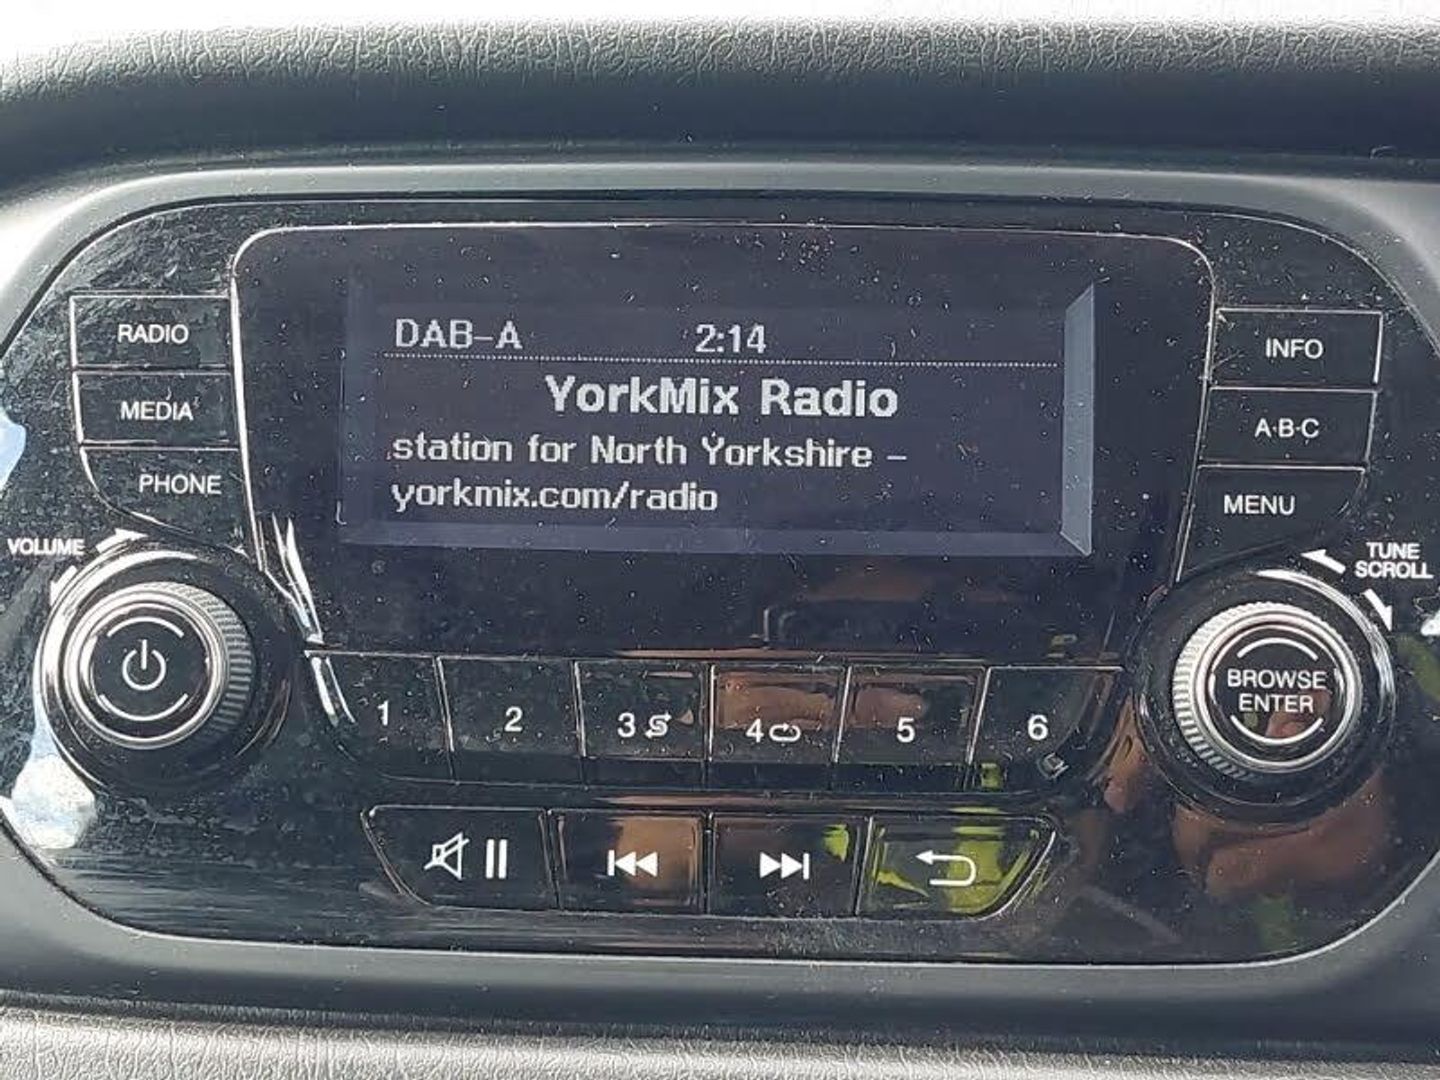 DAB-A 2:14
YorkMix Radio
station for North Yorkshire –
yorkmix.com/radio
RADIO
MEDIA
PHONE
VOLUME
INFO
A·B·C
MENU
TUNE
SCROLL
BROWSE
ENTER
1 2 3 4 5 6